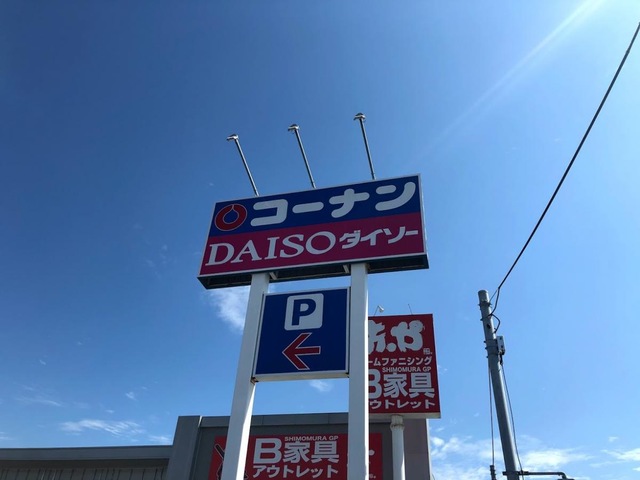 コーナン
DAISO ダイソー
P
ームファニシング
SHIMOMURA GP
B家具
アウトレット
SHIMOMURA GP
B家具
アウトレット